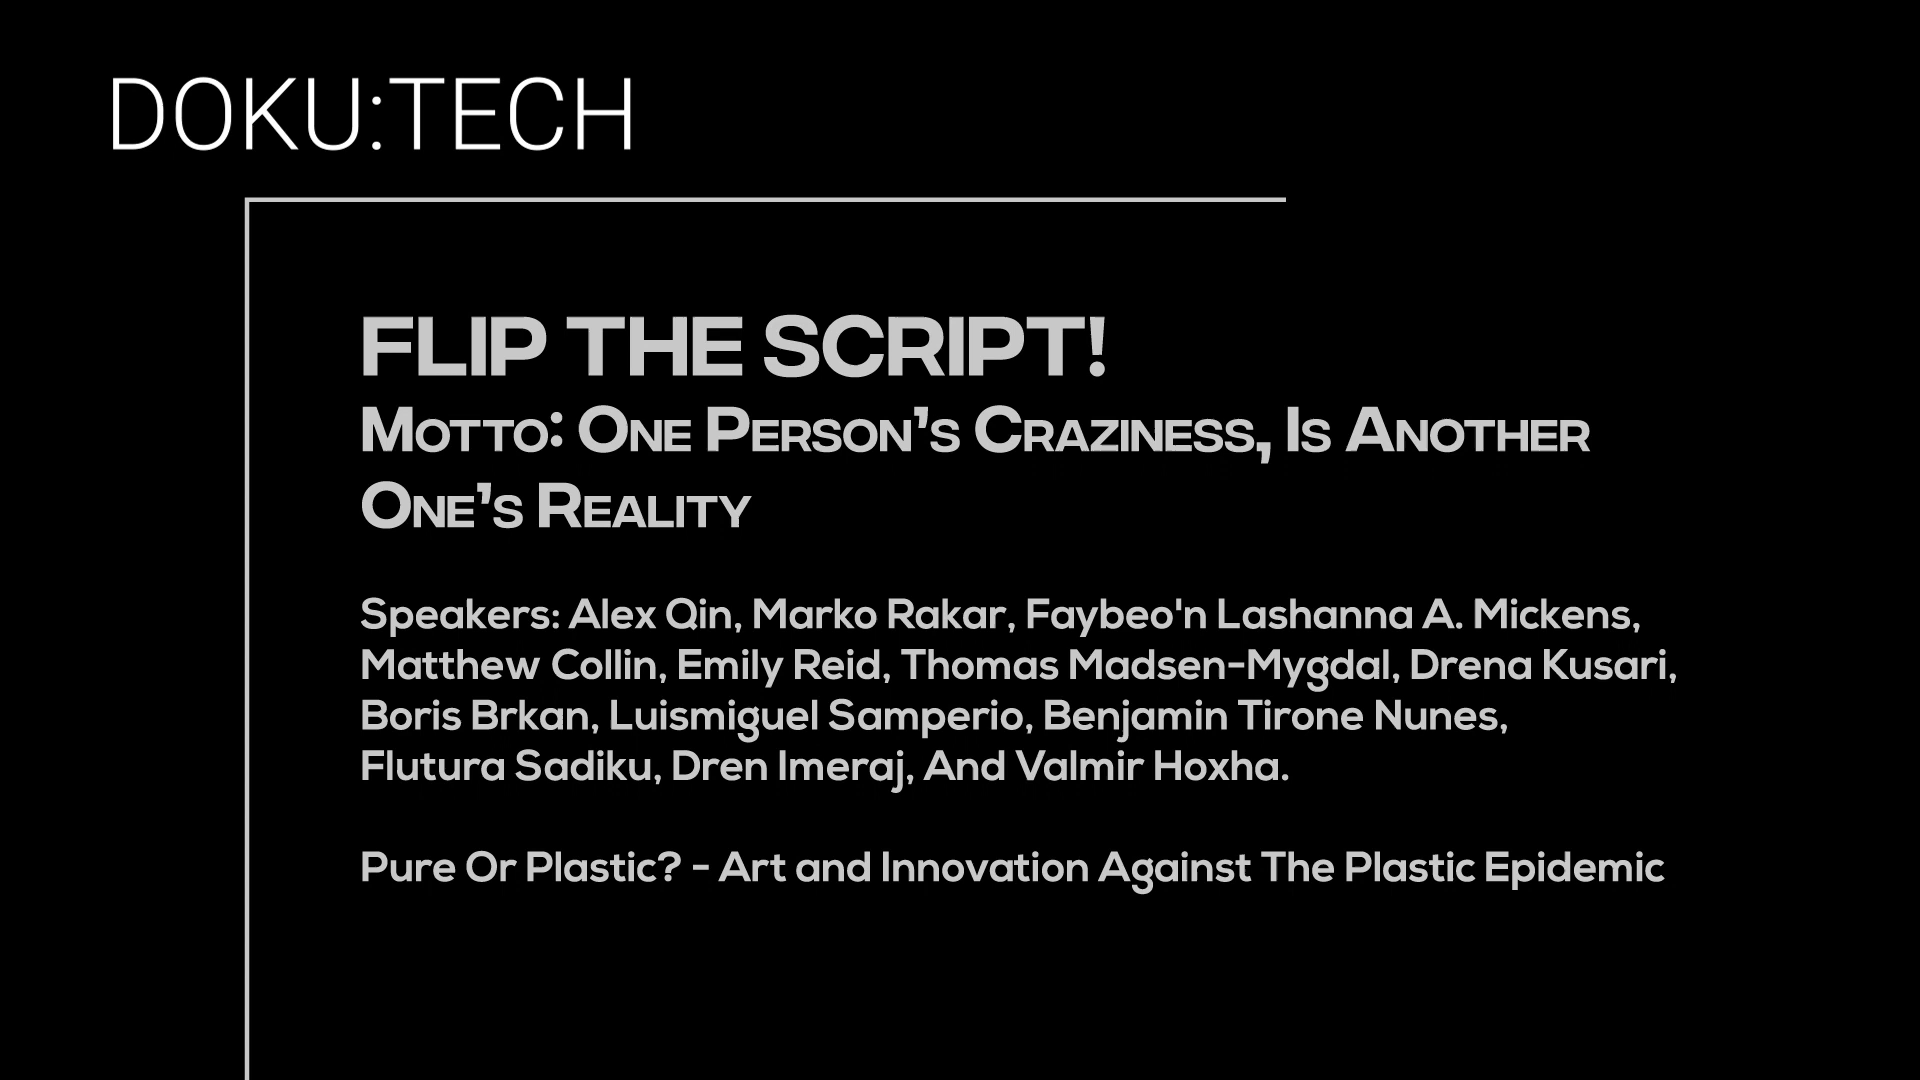 DOKU:TECH
FLIP THE SCRIPT!
Motto: One Person’s Craziness, Is Another
One’s Reality
Speakers: Alex Qin, Marko Rakar, Faybeo'n Lashanna A. Mickens,
Matthew Collin, Emily Reid, Thomas Madsen-Mygdal, Drena Kusari,
Boris Brkan, Luismiguel Samperio, Benjamin Tirone Nunes,
Flutura Sadiku, Dren Imeraj, And Valmir Hoxha.
Pure Or Plastic? - Art and Innovation Against The Plastic Epidemic